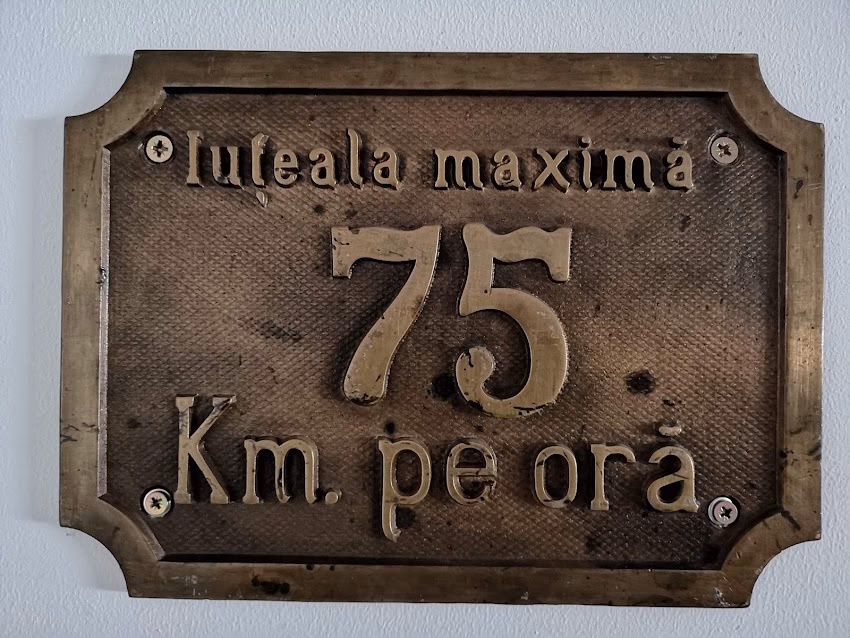 Iuțeala maximă
75
Km. pe oră